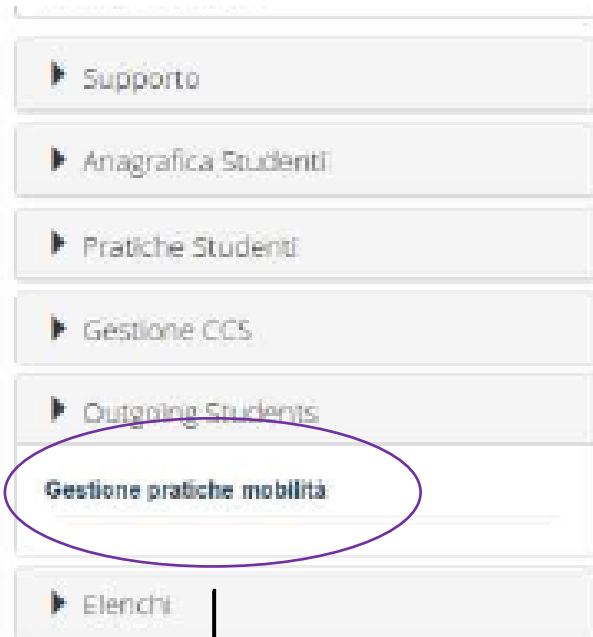 Supporto
Anagrafica Studenti
Pratiche Studenti
Gestione CCS
Outgoing Students
Gestione pratiche mobilità
Elenchi